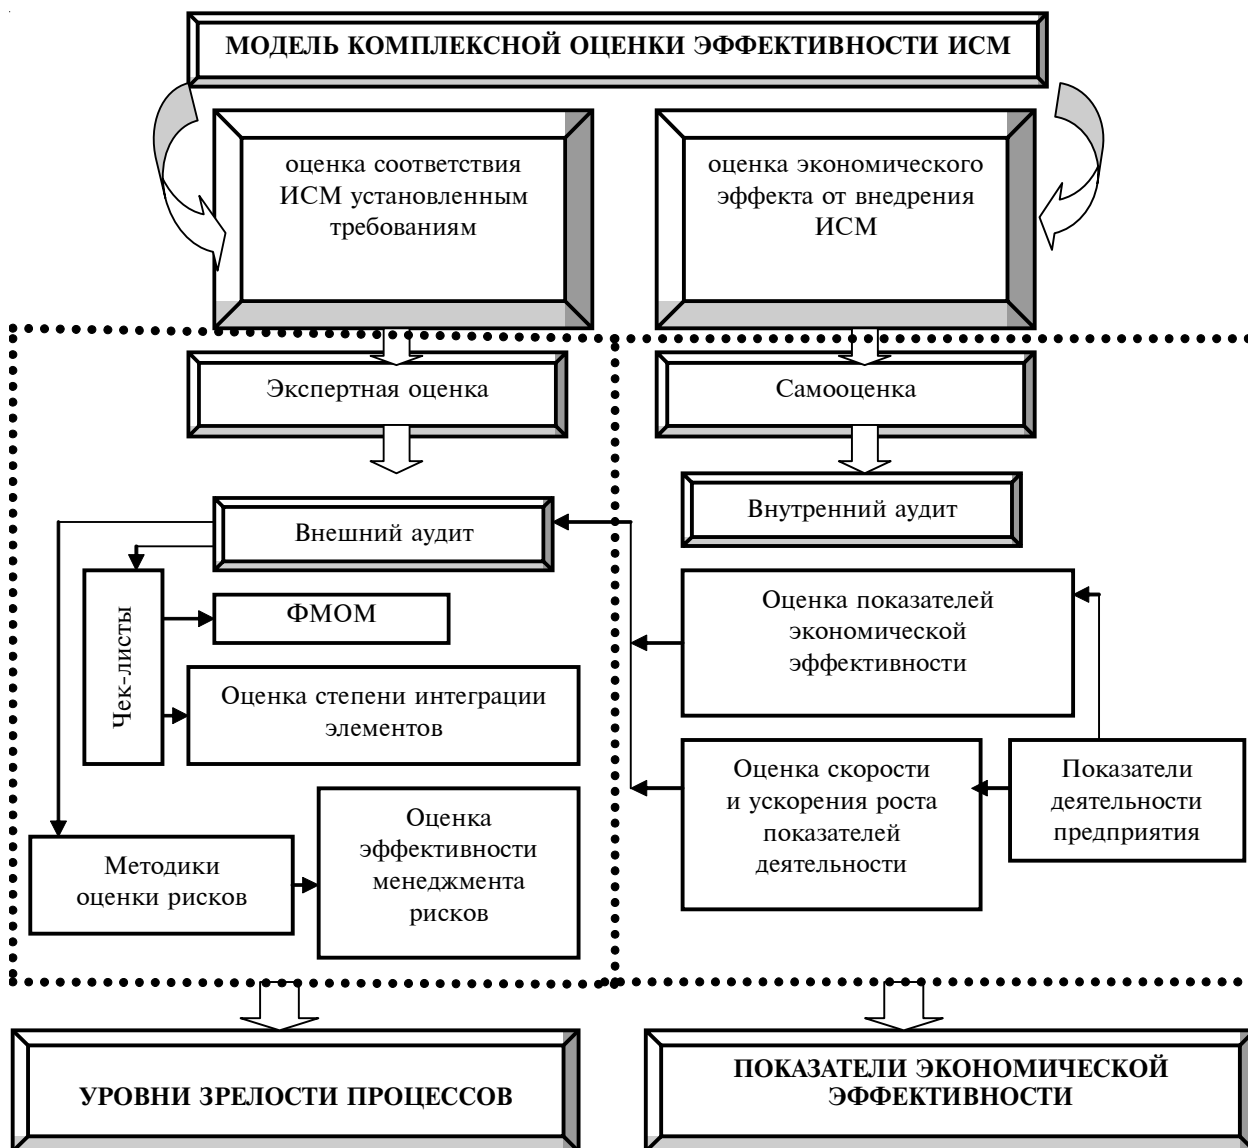 МОДЕЛЬ КОМПЛЕКСНОЙ ОЦЕНКИ ЭФФЕКТИВНОСТИ ИСМ
оценка соответствия
ИСМ установленным
требованиям
оценка экономического
эффекта от внедрения
ИСМ
Экспертная оценка
Самооценка
Внешний аудит
Внутренний аудит
Чек-листы
ФМОМ
Оценка степени интеграции
элементов
Методики
оценки рисков
Оценка
эффективности
менеджмента
рисков
Оценка показателей
экономической
эффективности
Оценка скорости
и ускорения роста
показателей
деятельности
Показатели
деятельности
предприятия
УРОВНИ ЗРЕЛОСТИ ПРОЦЕССОВ
ПОКАЗАТЕЛИ ЭКОНОМИЧЕСКОЙ
ЭФФЕКТИВНОСТИ